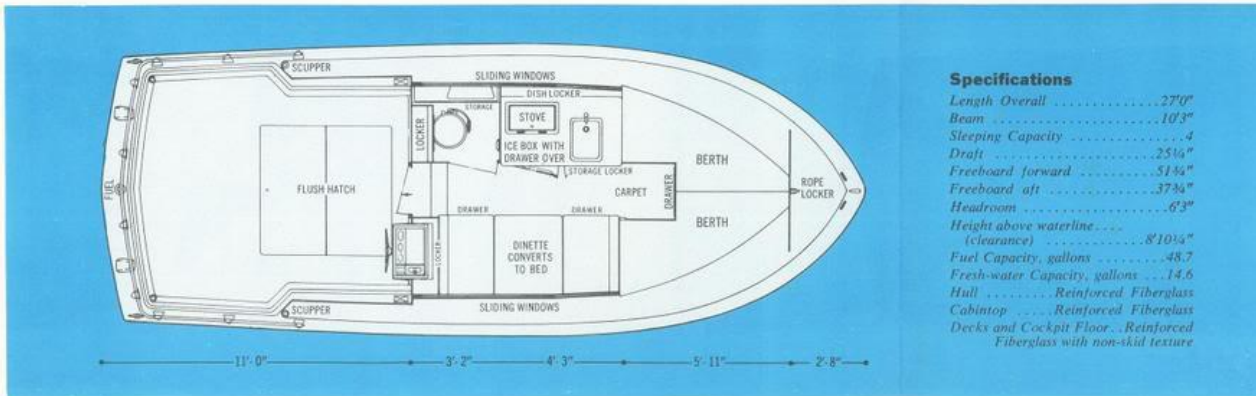 SCUPPER
SLIDING WINDOWS
DISH LOCKER
STORAGE
STOVE
LOCKER
ICE BOX WITH
DRAWER OVER
BERTH
STORAGE LOCKER
FUEL
FLUSH HATCH
CARPET
DRAWER
ROPE
LOCKER
DRAWER
DRAWER
BERTH
LOCKER
DINETTE
CONVERTS
TO BED
SLIDING WINDOWS
SCUPPER
11'-0"
3'-2"
4'-3"
5'-11"
2'-8"
Specifications
Length Overall .............27'0"
Beam ......................10'3"
Sleeping Capacity ..............4
Draft ......................25¼"
Freeboard forward .........51¾"
Freeboard aft ..............37¾"
Headroom ..................6'3"
Height above waterline....
(clearance) .............8'10¼"
Fuel Capacity, gallons ........48.7
Fresh-water Capacity, gallons ...14.6
Hull .........Reinforced Fiberglass
Cabintop .....Reinforced Fiberglass
Decks and Cockpit Floor..Reinforced
Fiberglass with non-skid texture